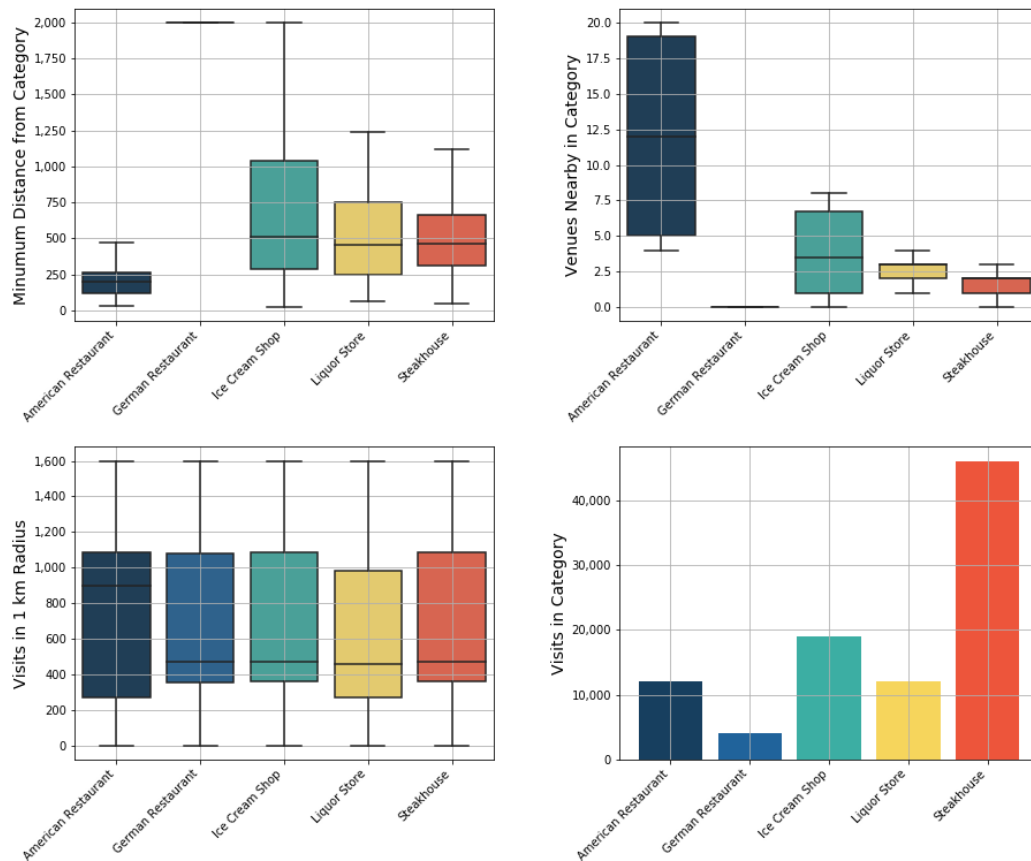 Minumum Distance from Category
2,000
1,750
1,500
1,250
1,000
750
500
250
0
American Restaurant
German Restaurant
Ice Cream Shop
Liquor Store
Steakhouse
Venues Nearby in Category
20.0
17.5
15.0
12.5
10.0
7.5
5.0
2.5
0.0
American Restaurant
German Restaurant
Ice Cream Shop
Liquor Store
Steakhouse
Visits in 1 km Radius
1,600
1,400
1,200
1,000
800
600
400
200
0
American Restaurant
German Restaurant
Ice Cream Shop
Liquor Store
Steakhouse
Visits in Category
40,000
30,000
20,000
10,000
0
American Restaurant
German Restaurant
Ice Cream Shop
Liquor Store
Steakhouse